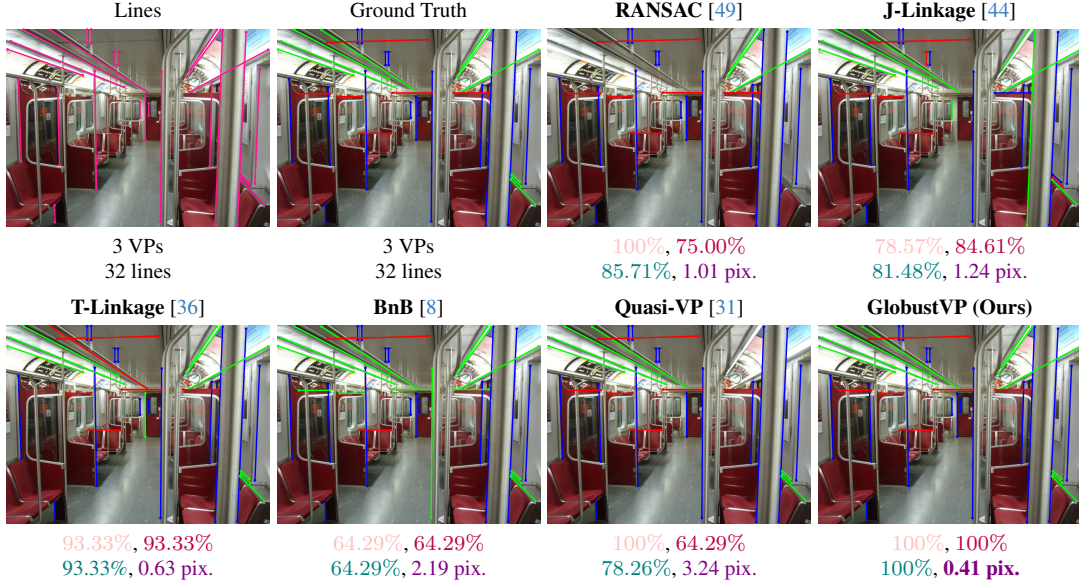 Lines Ground Truth RANSAC [49] J-Linkage [44]
3 VPs 3 VPs 100%, 75.00% 78.57%, 84.61%
32 lines 32 lines 85.71%, 1.01 pix. 81.48%, 1.24 pix.
T-Linkage [36] BnB [8] Quasi-VP [31] GlobustVP (Ours)
93.33%, 93.33% 64.29%, 64.29% 100%, 64.29% 100%, 100%
93.33%, 0.63 pix. 64.29%, 2.19 pix. 78.26%, 3.24 pix. 100%, 0.41 pix.